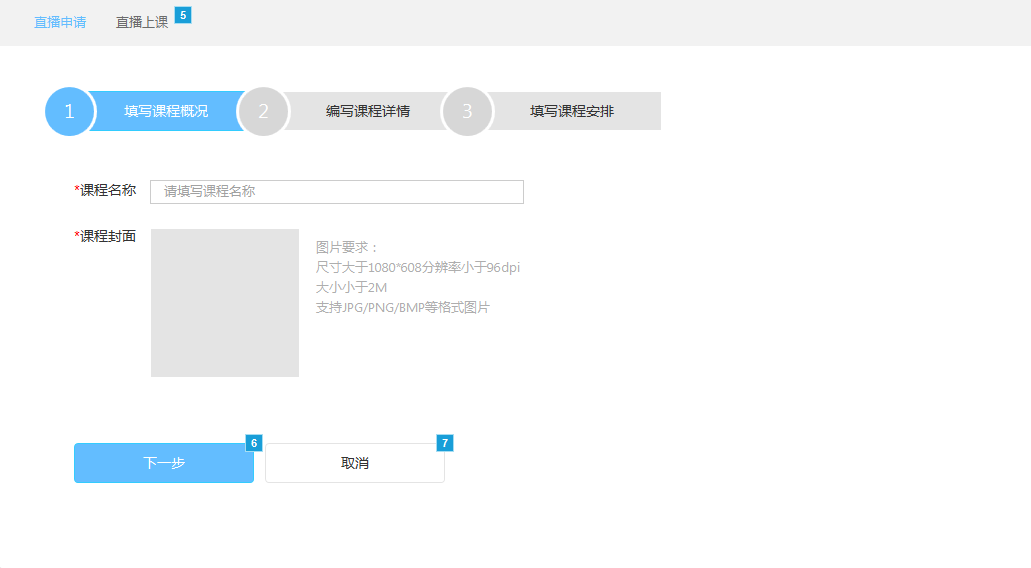 直播申请 直播上课 5
1 填写课程概况 2 编写课程详情 3 填写课程安排
*课程名称 请填写课程名称
*课程封面
图片要求：
尺寸大于1080*608分辨率小于96dpi
大小小于2M
支持JPG/PNG/BMP等格式图片
下一步 6 取消 7